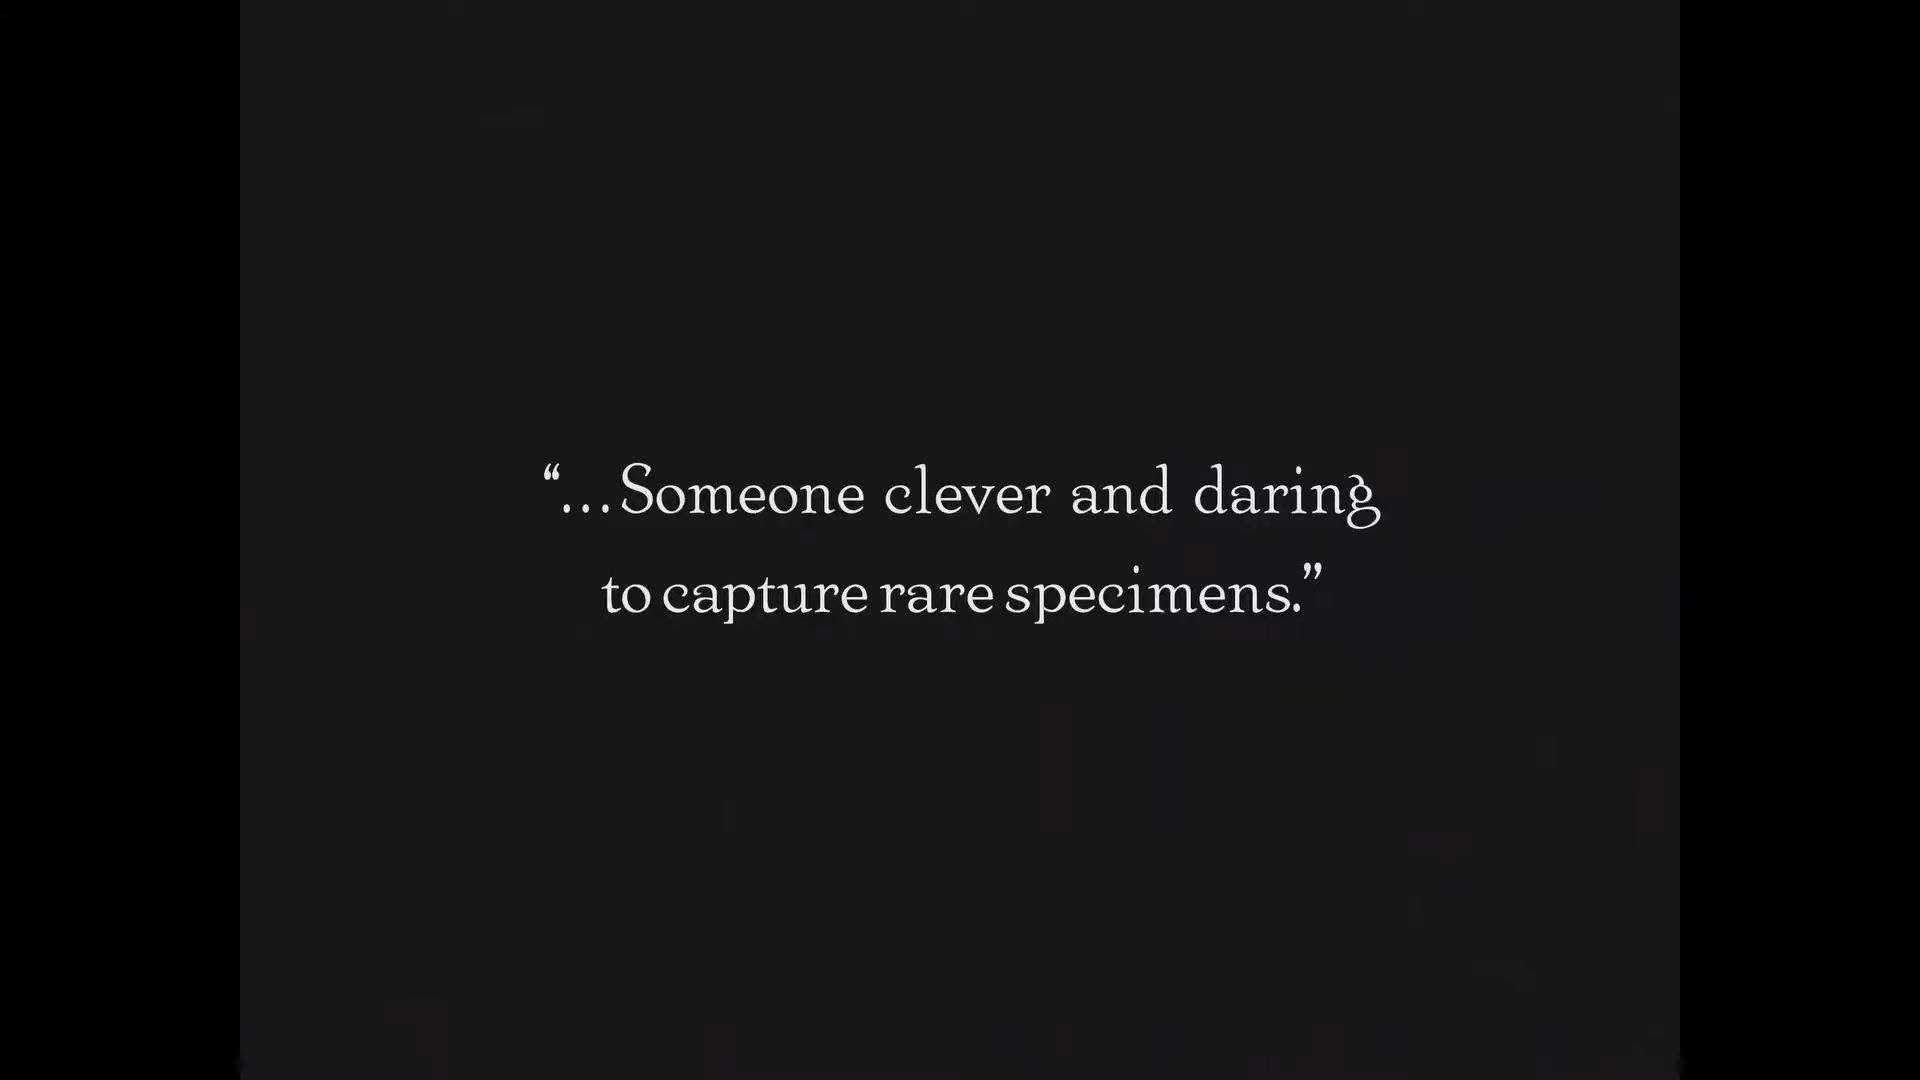 “…Someone clever and daring
to capture rare specimens.”